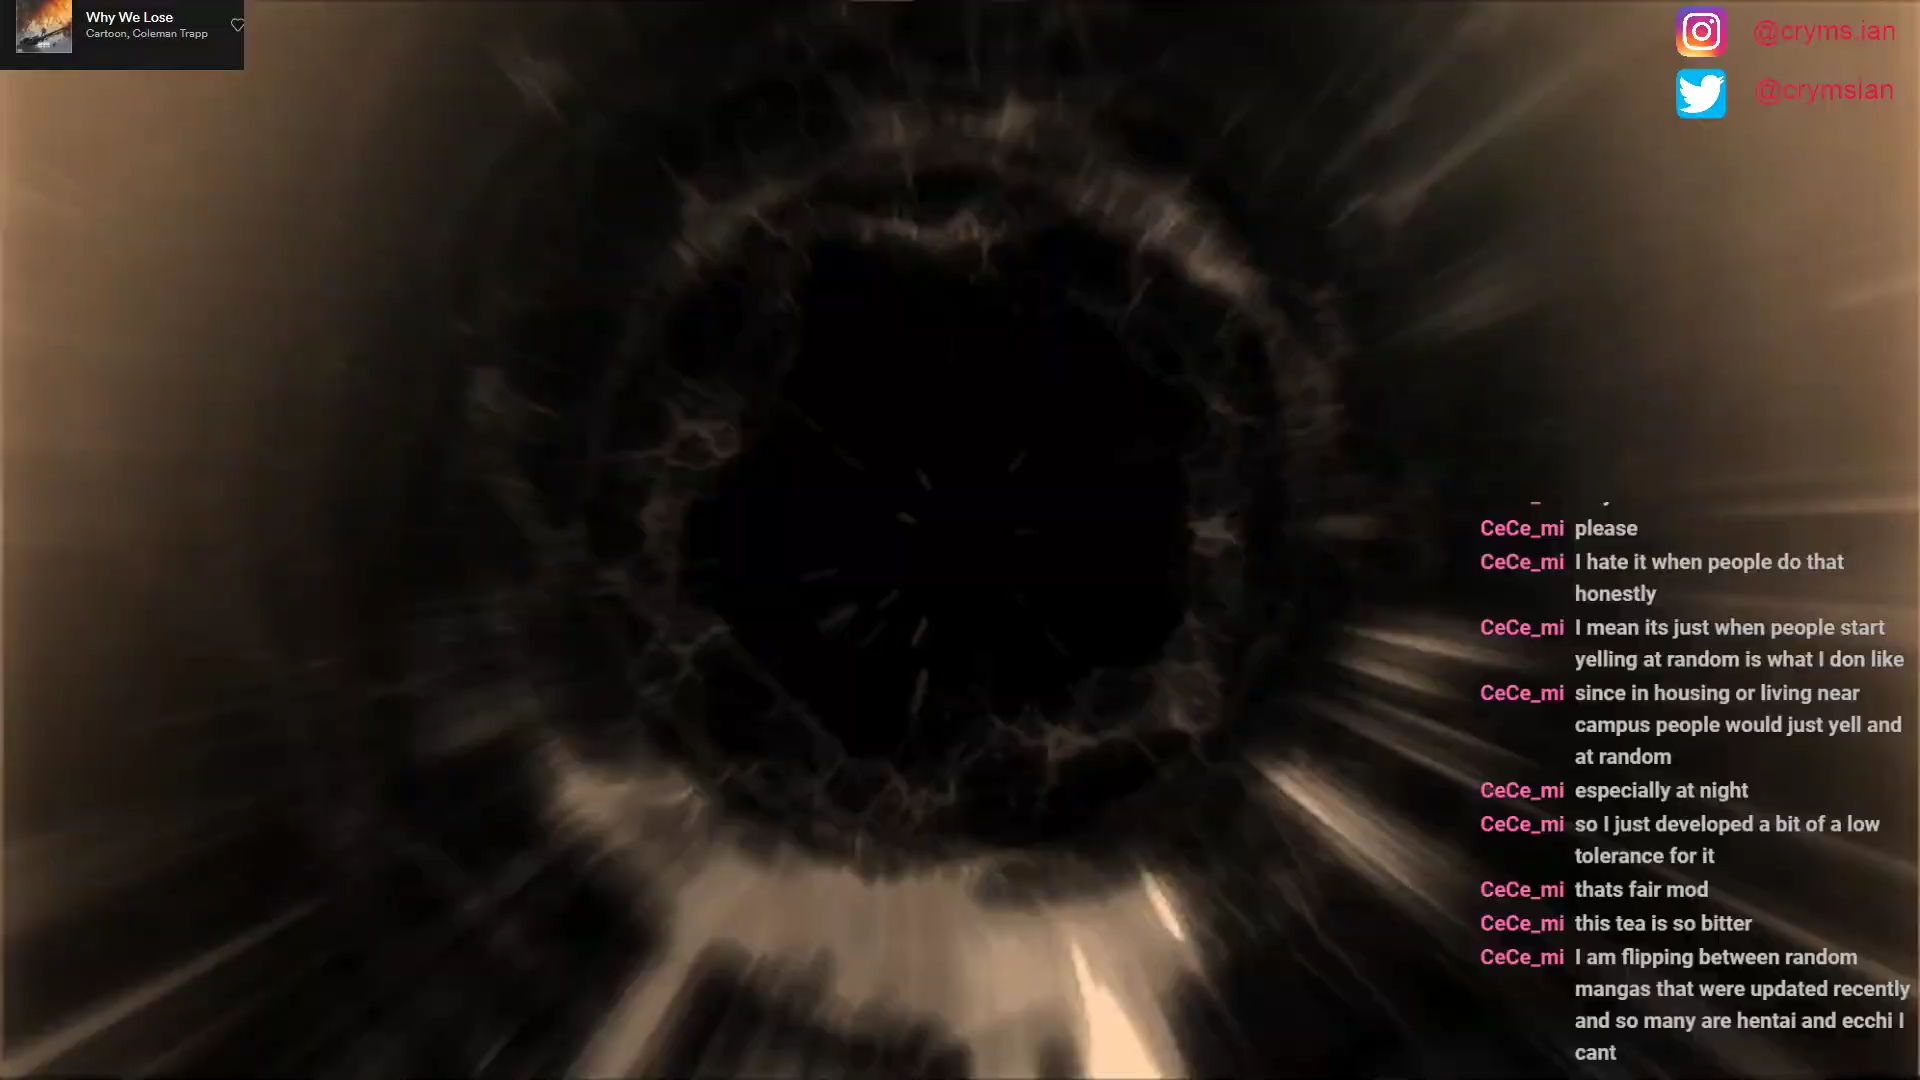 Why We Lose
Cartoon, Coleman Trapp
@cryms.ian
@crymsian
CeCe_mi please
CeCe_mi I hate it when people do that
honestly
CeCe_mi I mean its just when people start
yelling at random is what I don like
CeCe_mi since in housing or living near
campus people would just yell and
at random
CeCe_mi especially at night
CeCe_mi so I just developed a bit of a low
tolerance for it
CeCe_mi thats fair mod
CeCe_mi this tea is so bitter
CeCe_mi I am flipping between random
mangas that were updated recently
and so many are hentai and ecchi I
cant